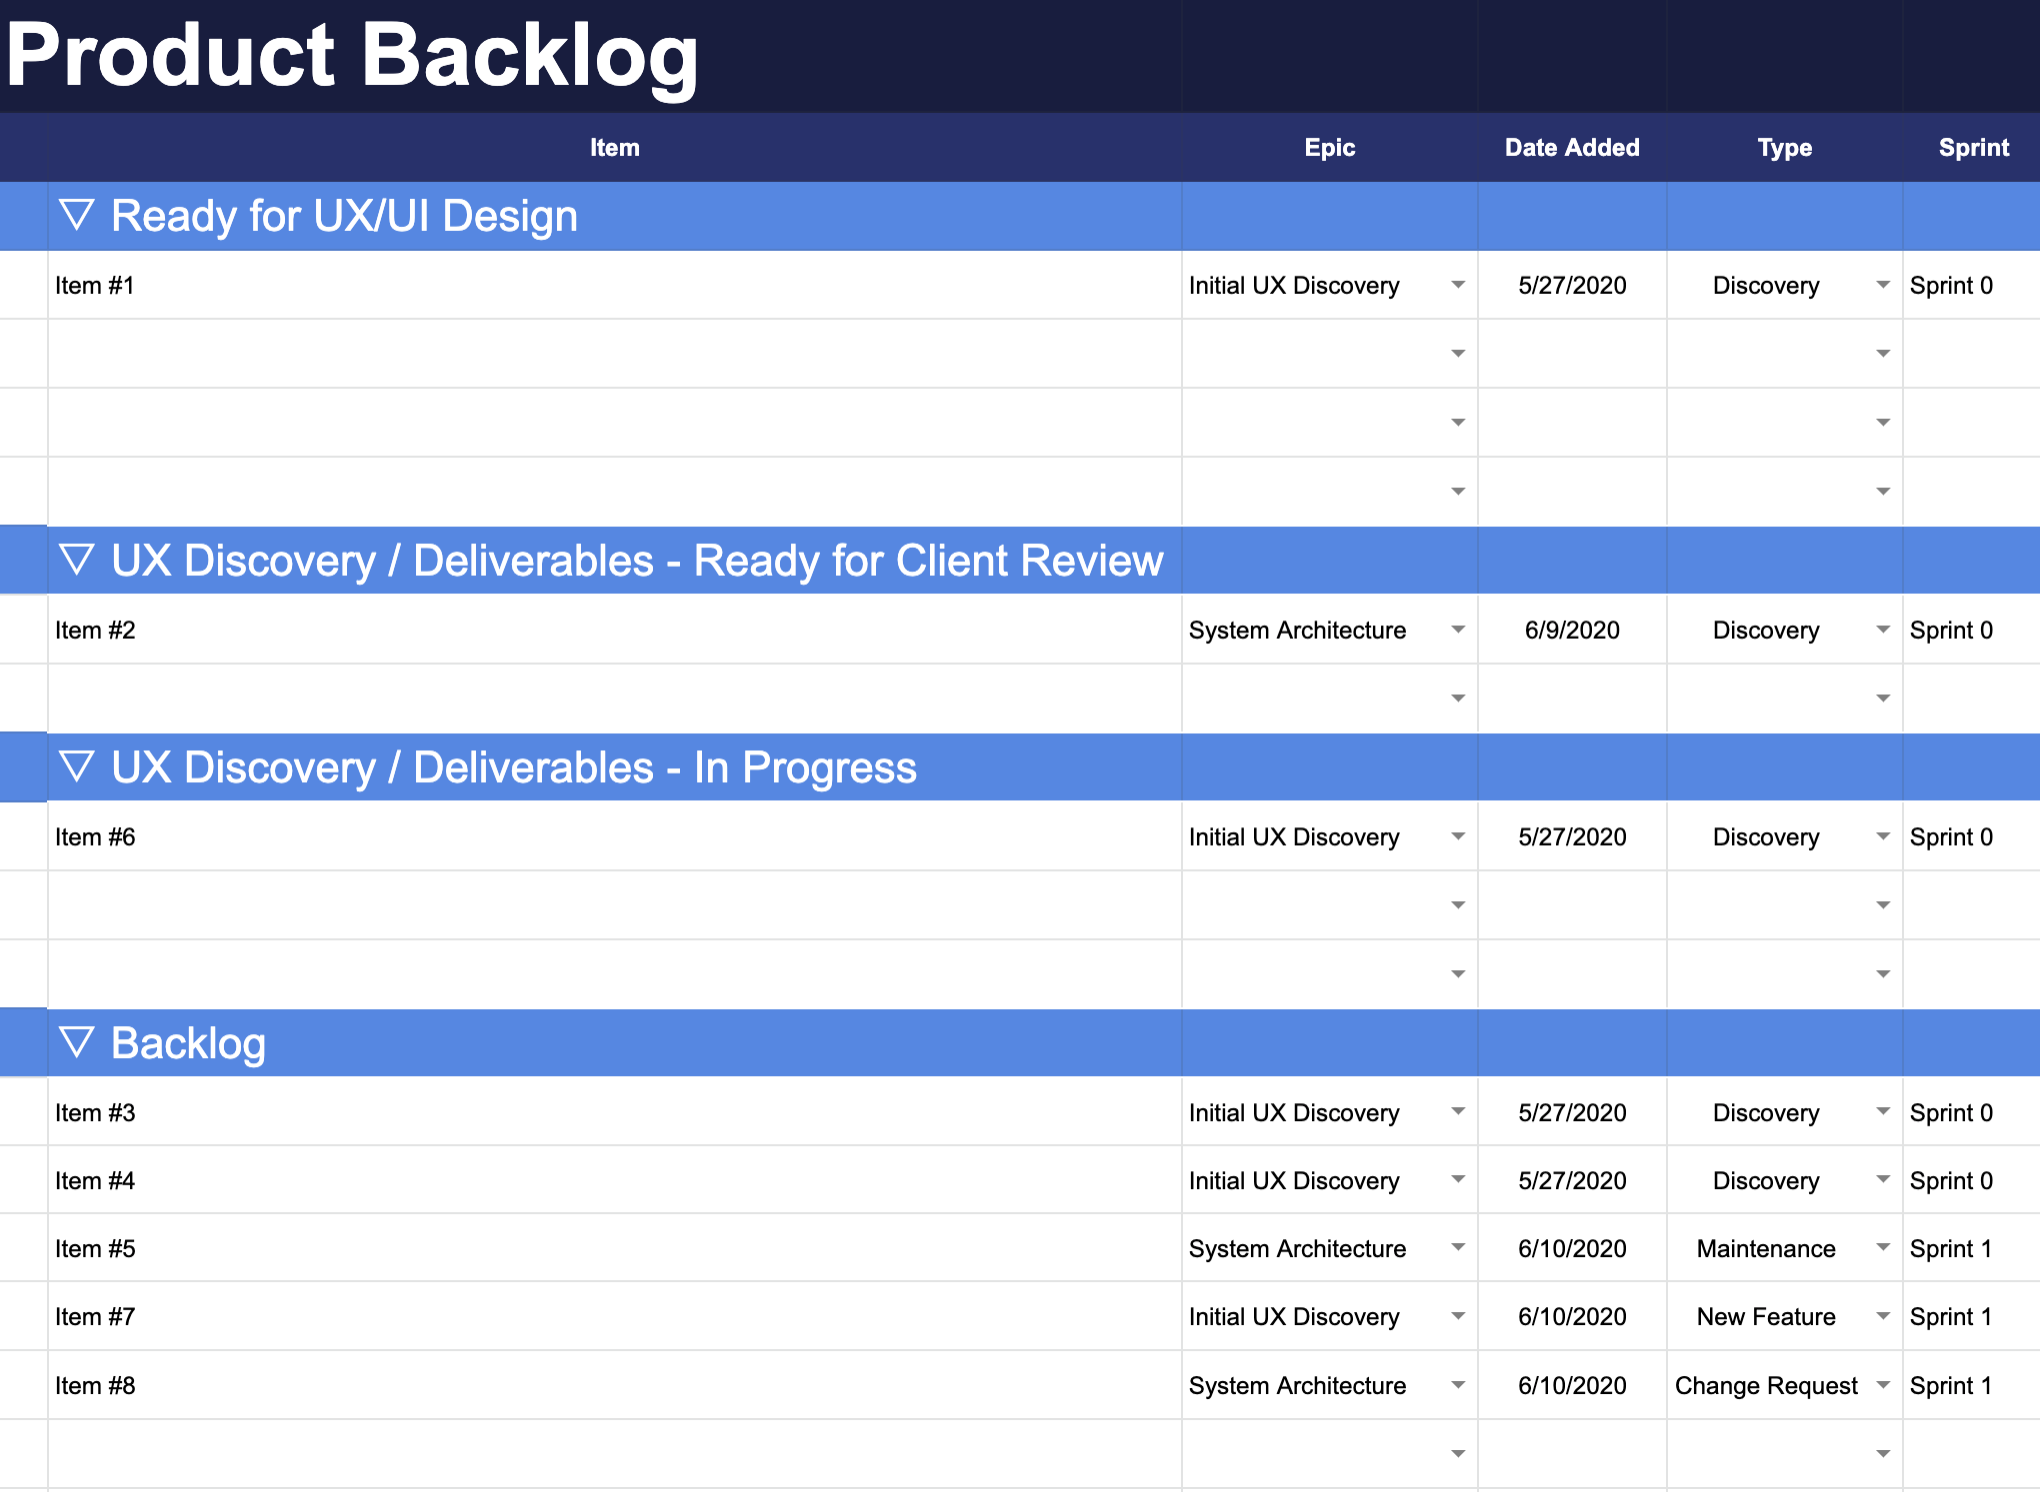 Product Backlog
Item Epic Date Added Type Sprint
▽ Ready for UX/UI Design
Item #1 Initial UX Discovery 5/27/2020 Discovery Sprint 0
▽ UX Discovery / Deliverables - Ready for Client Review
Item #2 System Architecture 6/9/2020 Discovery Sprint 0
▽ UX Discovery / Deliverables - In Progress
Item #6 Initial UX Discovery 5/27/2020 Discovery Sprint 0
▽ Backlog
Item #3 Initial UX Discovery 5/27/2020 Discovery Sprint 0
Item #4 Initial UX Discovery 5/27/2020 Discovery Sprint 0
Item #5 System Architecture 6/10/2020 Maintenance Sprint 1
Item #7 Initial UX Discovery 6/10/2020 New Feature Sprint 1
Item #8 System Architecture 6/10/2020 Change Request Sprint 1